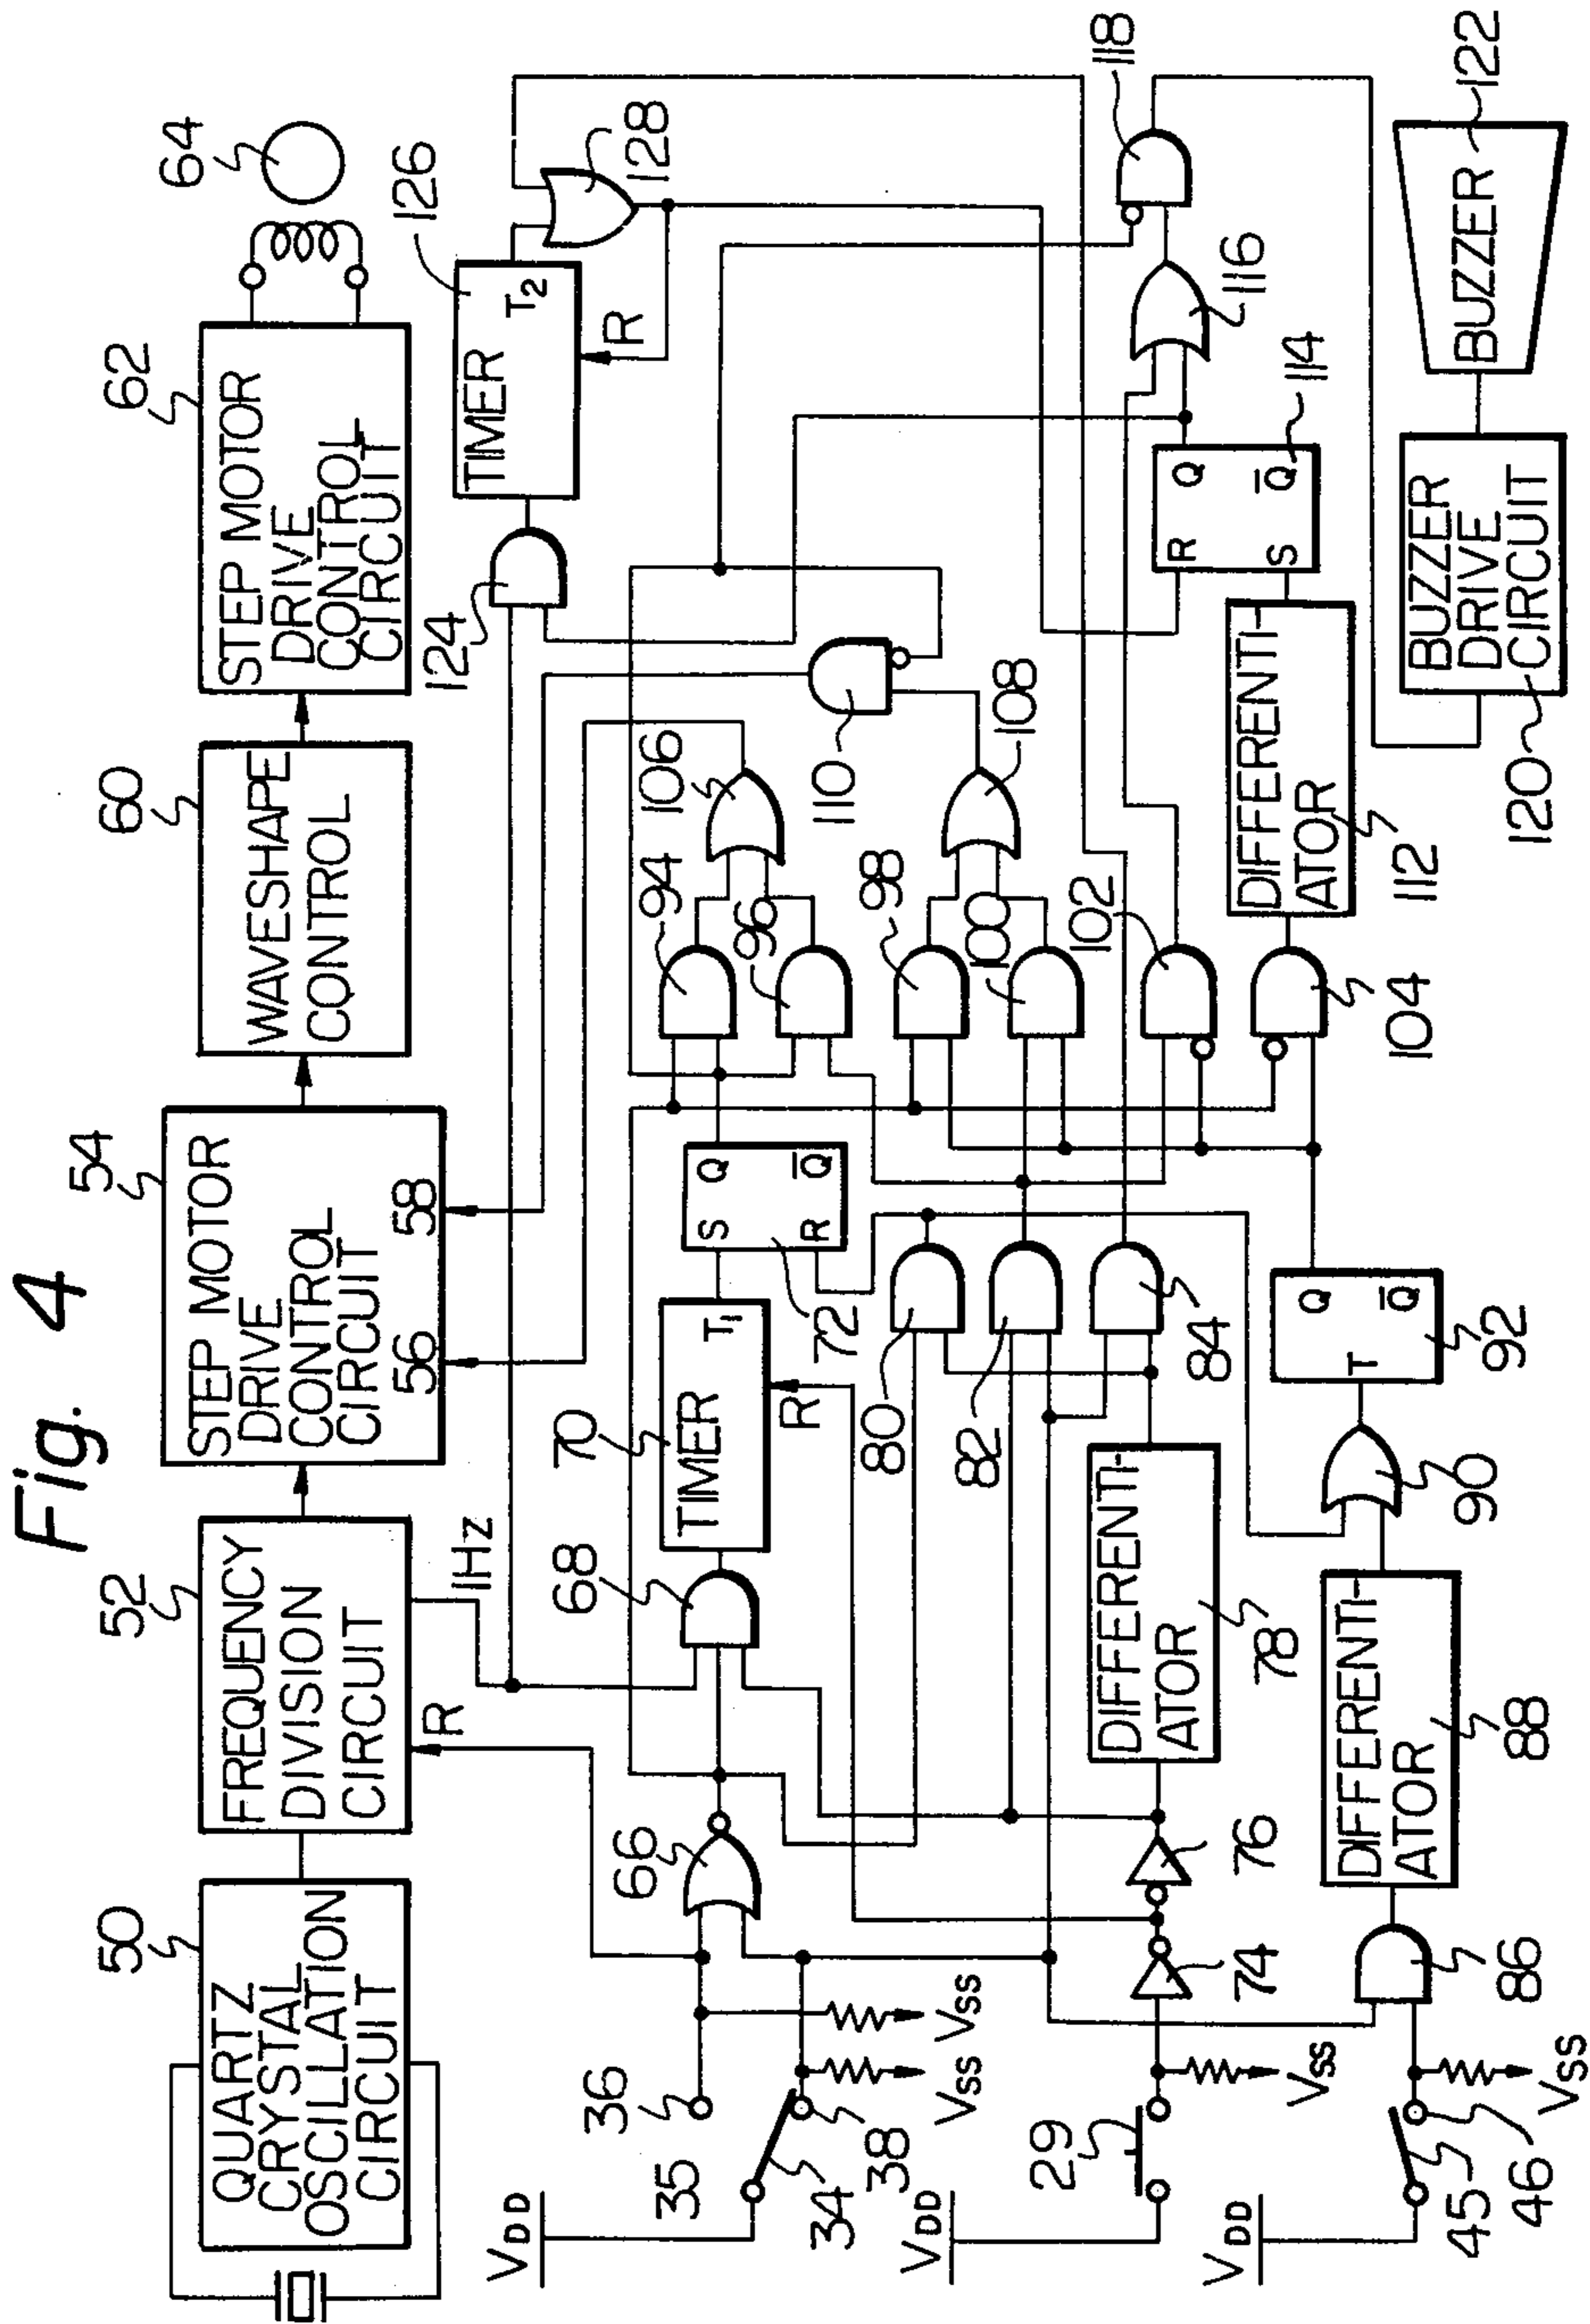 Fig. 4
50
QUARTZ
CRYSTAL
OSCILLATION
CIRCUIT
52
FREQUENCY
DIVISION
CIRCUIT
R
1Hz
54
STEP MOTOR
DRIVE
CONTROL
CIRCUIT
56
58
60
WAVESHAPE
CONTROL
62
STEP MOTOR
DRIVE
CONTROL
CIRCUIT
64
124
126
TIMER
T2
R
128
VDD
35
36
34
38
VSS
VSS
66
68
70
TIMER
T1
R
72
S
Q
R
Q̅
94
96
106
110
80
82
84
98
100
102
108
104
118
116
VDD
29
VSS
74
76
DIFFERENTI-
ATOR
78
DIFFERENTI-
ATOR
112
R
Q
S
Q̅
114
VDD
45
46
VSS
86
DIFFERENTI-
ATOR
88
90
T
Q
Q̅
92
120
BUZZER
DRIVE
CIRCUIT
BUZZER
122